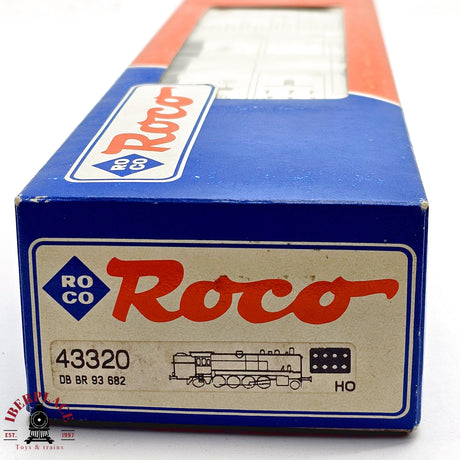 RO
CO
Roco
RO
CO
Roco
43320
DB BR 93 682
HO
IBERPLACE
EST. 1997
Toys & trains